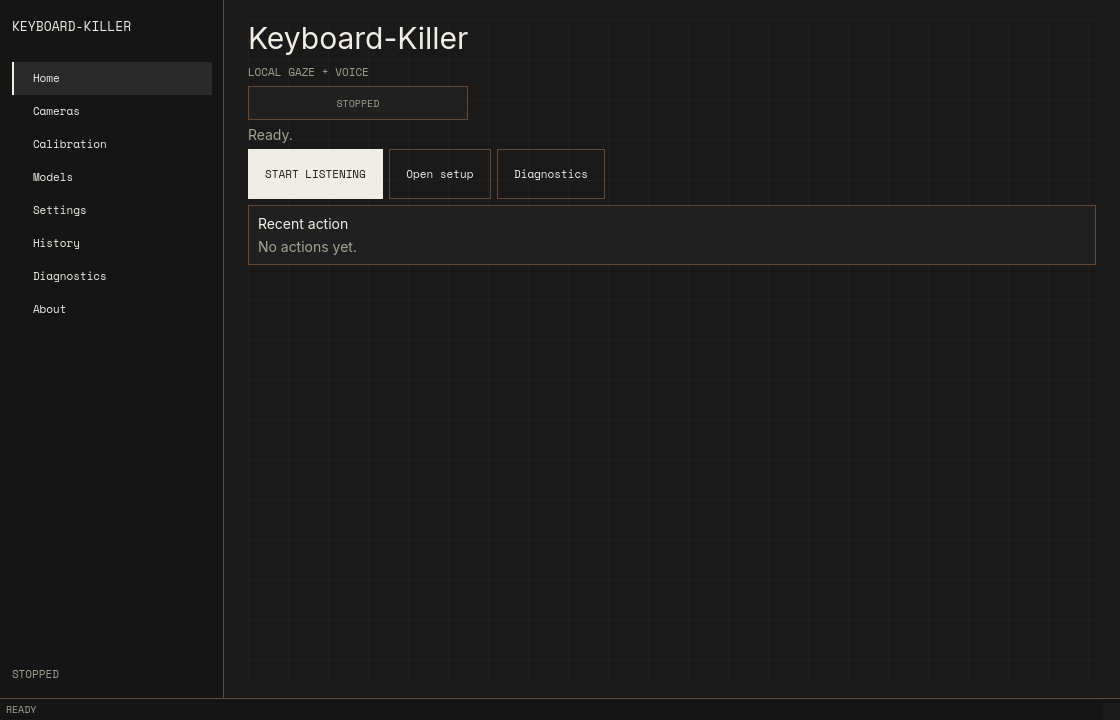 KEYBOARD-KILLER
Home
Cameras
Calibration
Models
Settings
History
Diagnostics
About
STOPPED
Keyboard-Killer
LOCAL GAZE + VOICE
STOPPED
Ready.
START LISTENING
Open setup
Diagnostics
Recent action
No actions yet.
READY